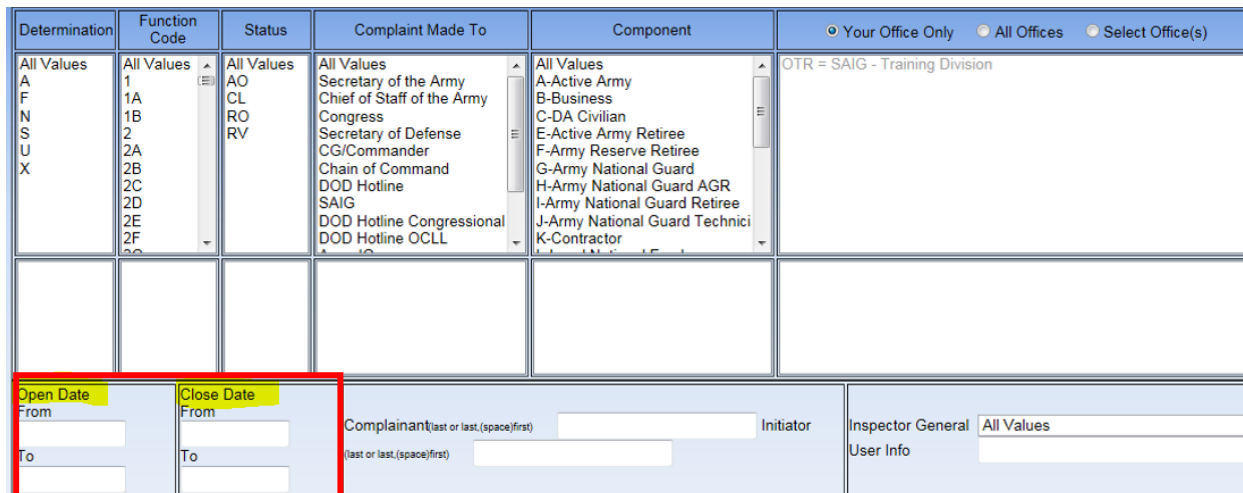 Determination
Function Code
Status
Complaint Made To
Component
Your Office Only
All Offices
Select Office(s)
All Values
A
F
N
S
U
X
All Values
1
1A
1B
2
2A
2B
2C
2D
2E
2F
All Values
AO
CL
RO
RV
All Values
Secretary of the Army
Chief of Staff of the Army
Congress
Secretary of Defense
CG/Commander
Chain of Command
DOD Hotline
SAIG
DOD Hotline Congressional
DOD Hotline OCLL
All Values
A-Active Army
B-Business
C-DA Civilian
E-Active Army Retiree
F-Army Reserve Retiree
G-Army National Guard
H-Army National Guard AGR
I-Army National Guard Retiree
J-Army National Guard Technici
K-Contractor
OTR = SAIG - Training Division
Open Date
From
To
Close Date
From
To
Complainant(last or last,(space)first)
Initiator
(last or last,(space)first)
Inspector General All Values
User Info